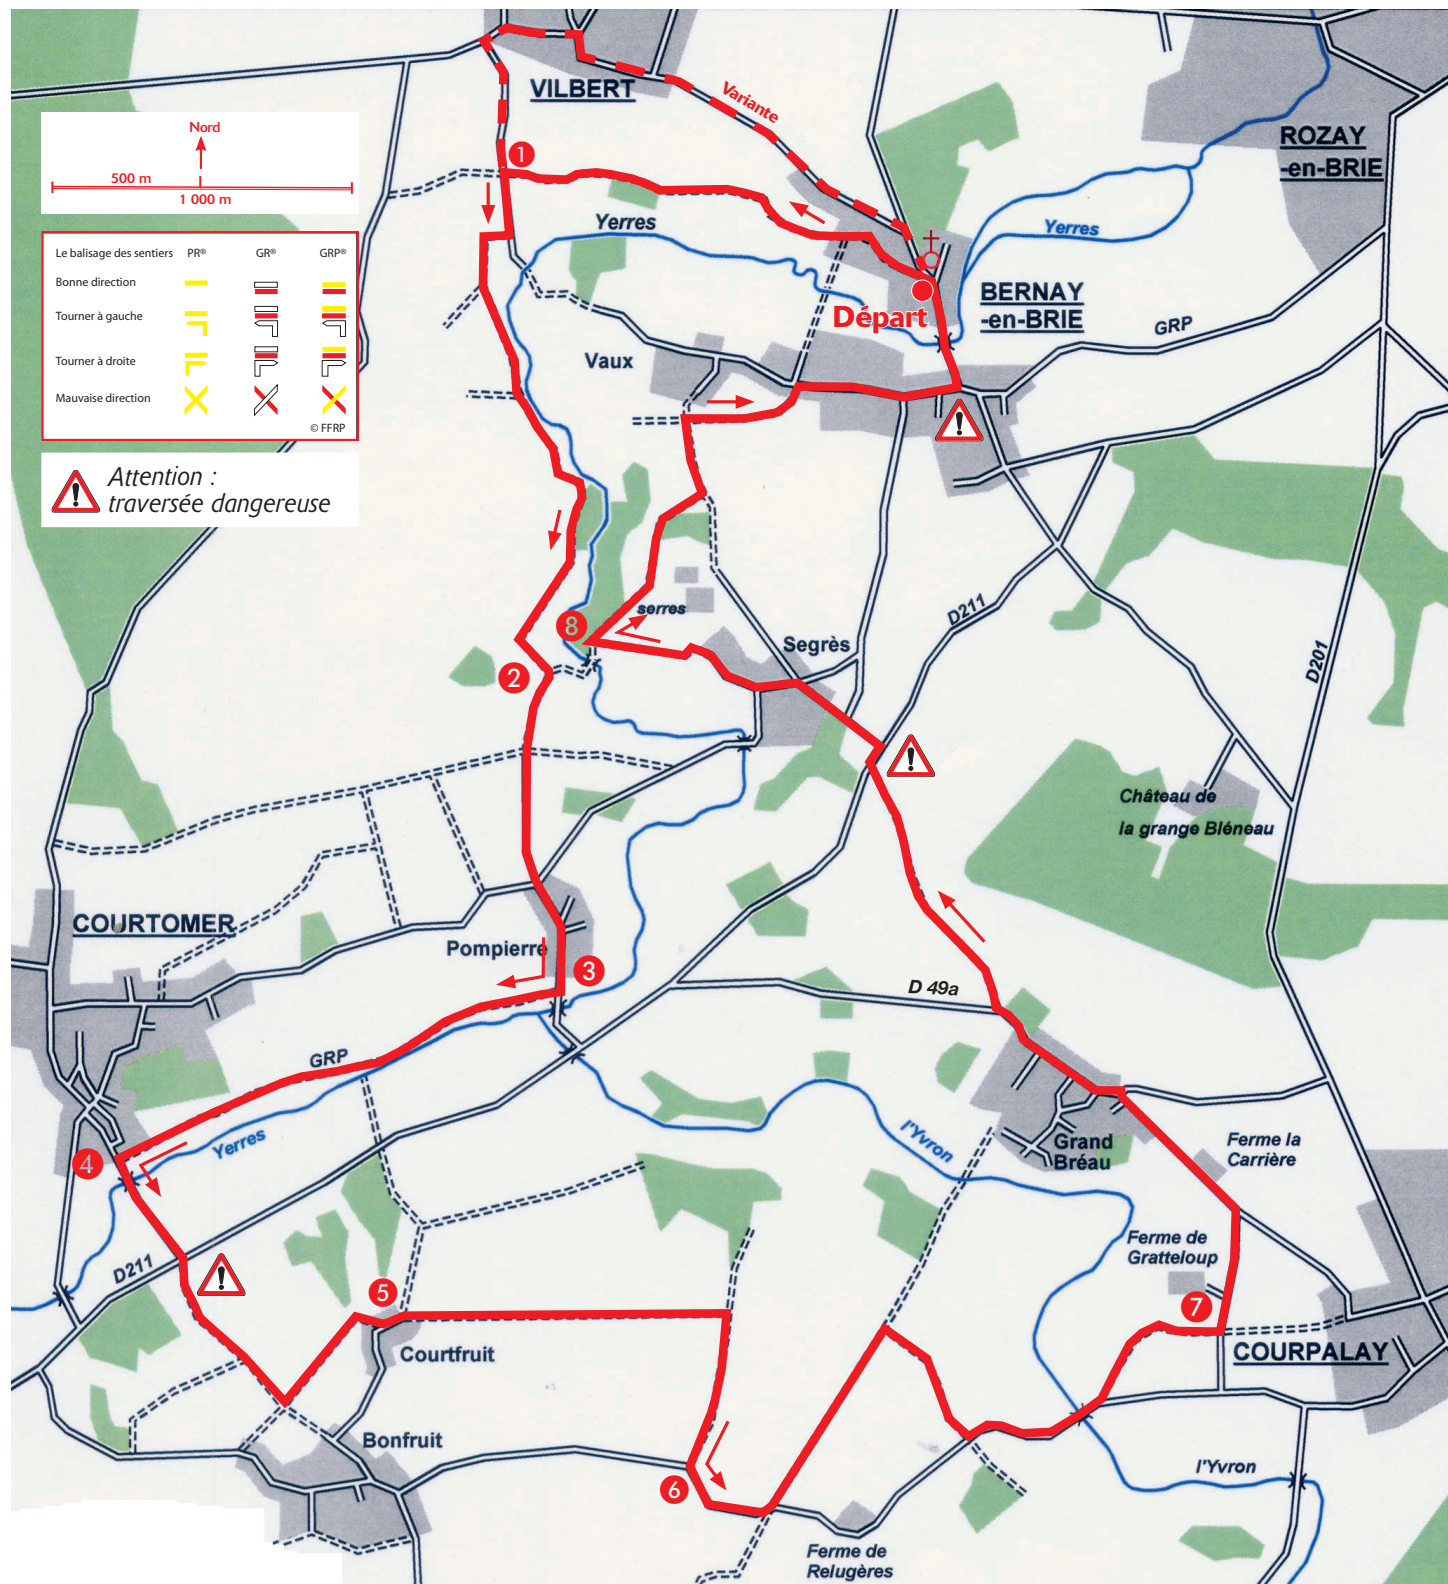 VILBERT
Variante
ROZAY
-en-BRIE
Nord
500 m
1 000 m
1
Yerres
Yerres
Le balisage des sentiers PR® GR® GRP®
Bonne direction
Tourner à gauche
Tourner à droite
Mauvaise direction
© FFRP
BERNAY
-en-BRIE
Départ
GRP
Vaux
Attention :
traversée dangereuse
serres
8
Segrès
D211
D201
2
Château de
la grange Bléneau
COURTOMER
Pompierre
3
D 49a
GRP
Yerres
l'Yvron
Grand
Bréau
Ferme la
Carrière
4
D211
Ferme de
Gratteloup
5
7
Courtfruit
COURPALAY
Bonfruit
l'Yvron
6
Ferme de
Relugères